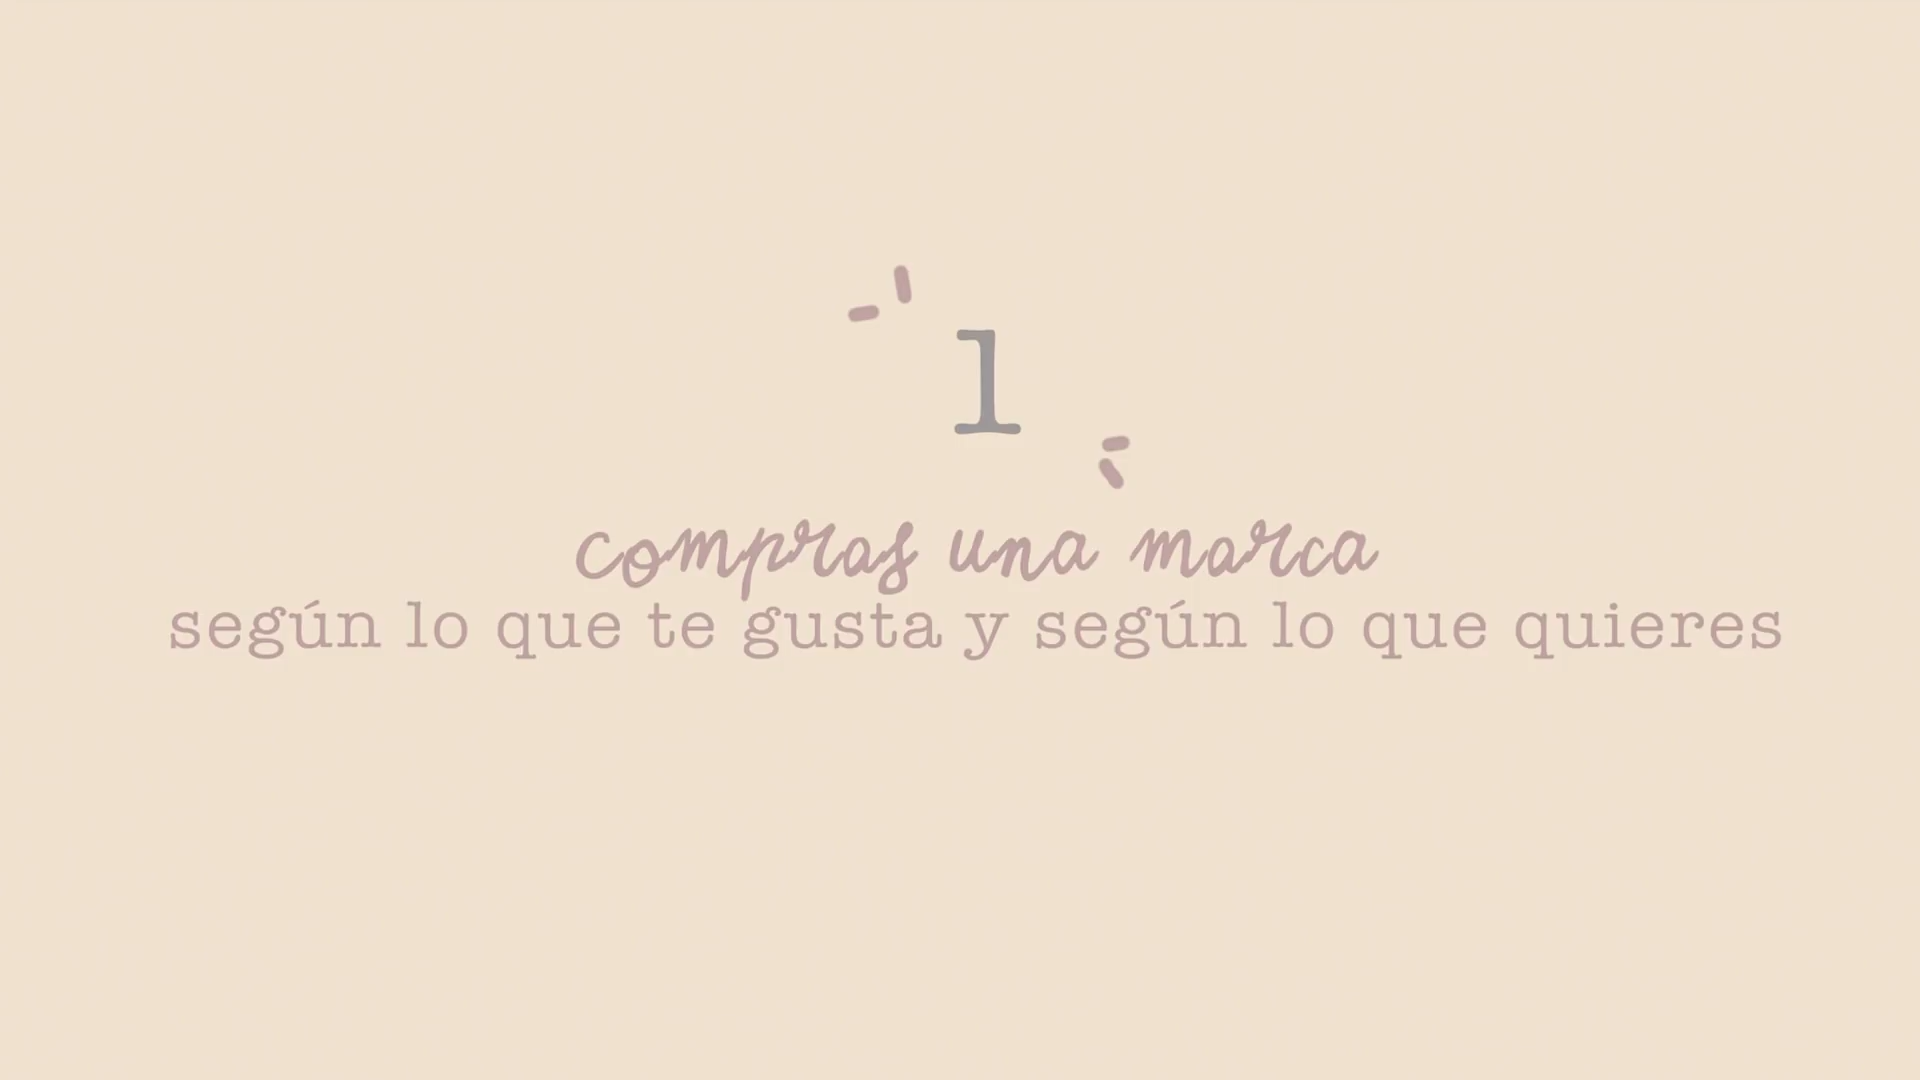 1
compras una marca
según lo que te gusta y según lo que quieres